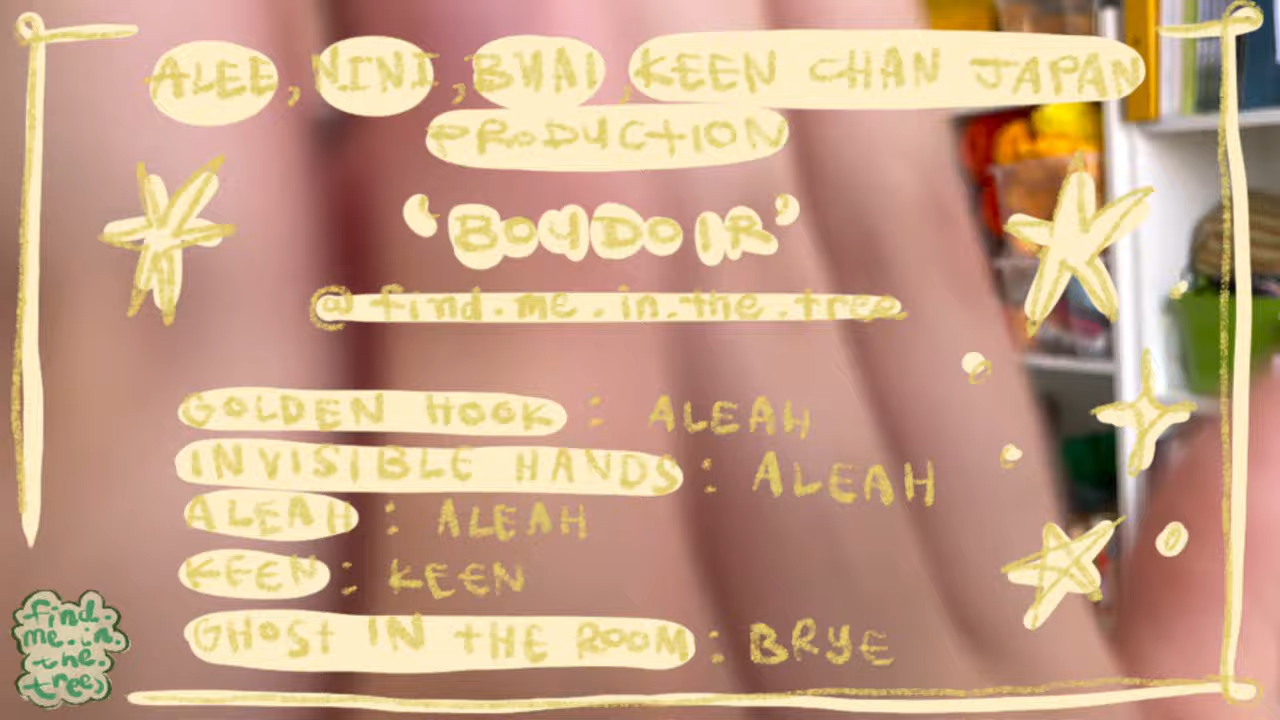 ALEE, NINI, BHAI, KEEN CHAN JAPAN
PRODUCTION
'BOYDOIR'
@find.me.in.the.tree
GOLDEN HOOK : ALEAH
INVISIBLE HANDS : ALEAH
ALEAH : ALEAH
KEEN : KEEN
GHOST IN THE ROOM : BRYE
find.
me.in.
the.
trees